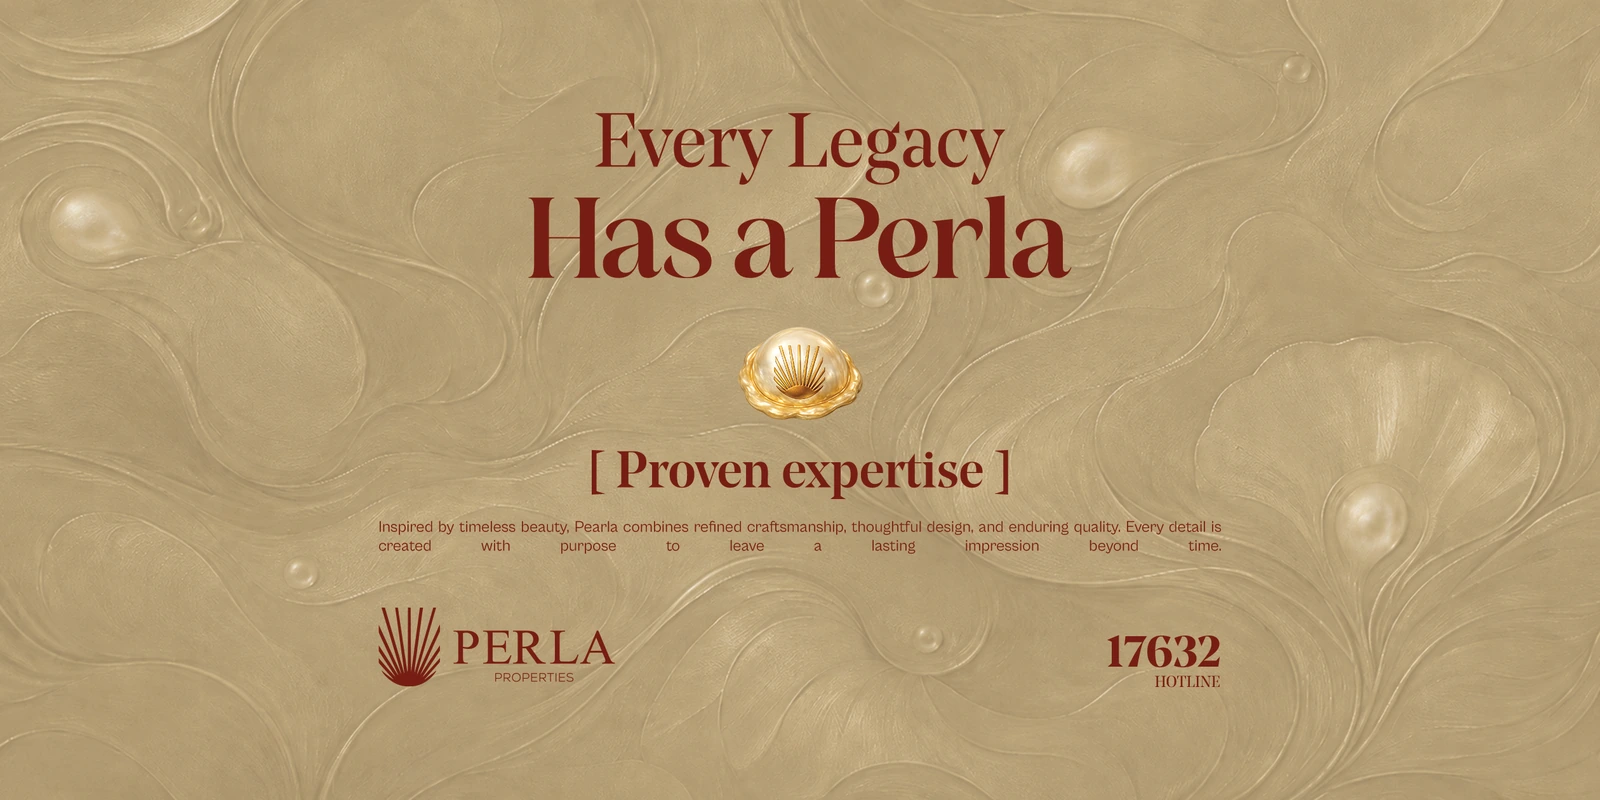 Every Legacy
Has a Perla
[ Proven expertise ]
Inspired by timeless beauty, Pearla combines refined craftsmanship, thoughtful design, and enduring quality. Every detail is
created with purpose to leave a lasting impression beyond time.
PERLA
PROPERTIES
17632
HOTLINE